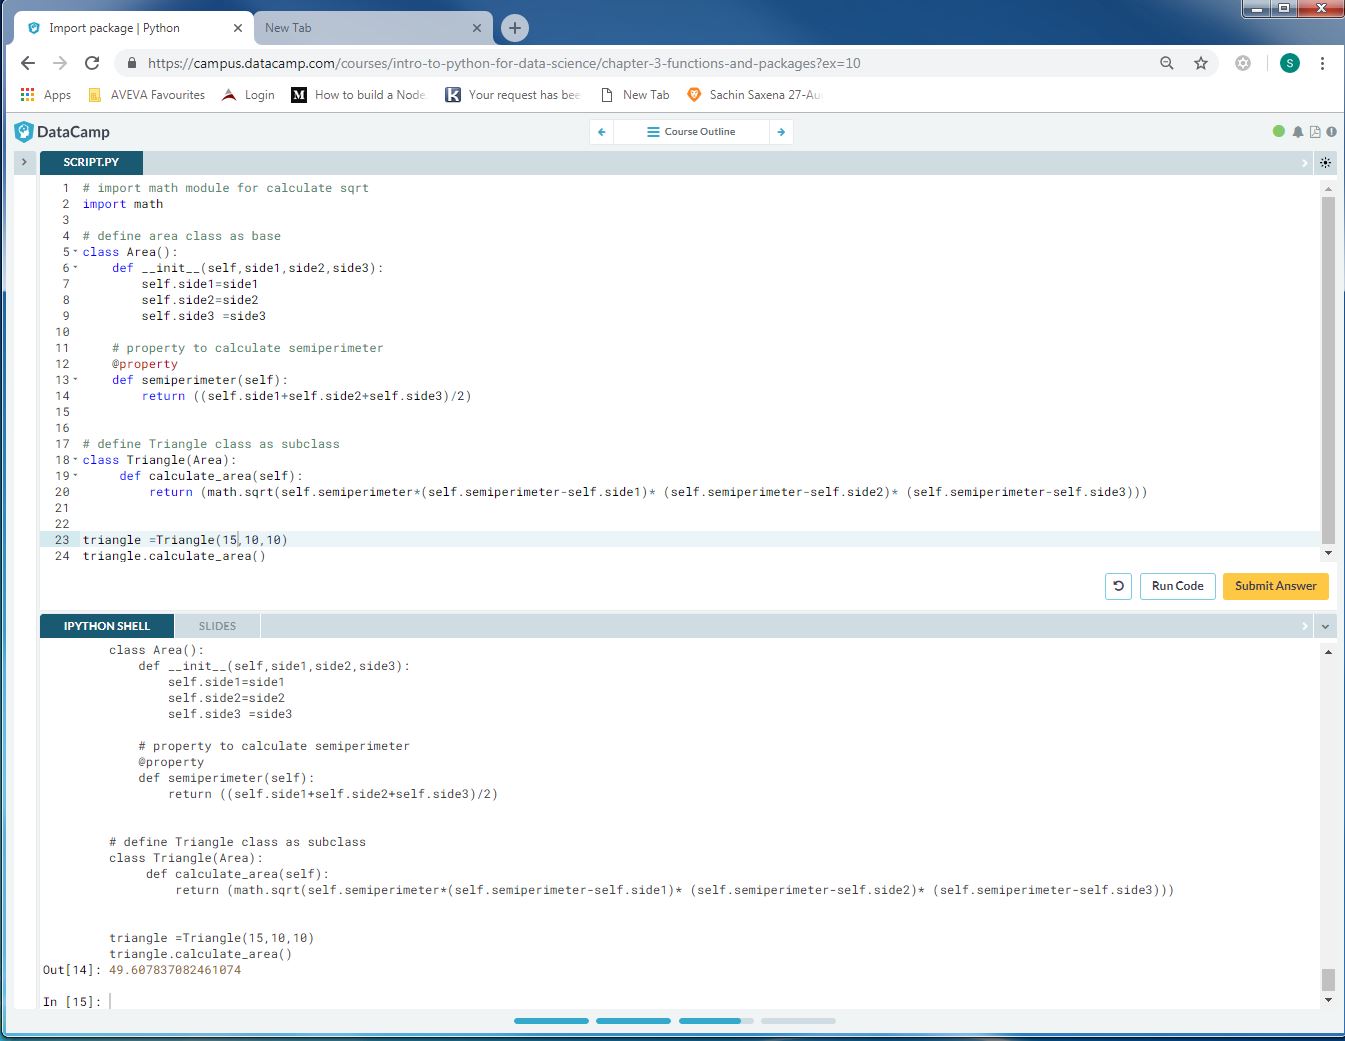 Import package | Python
New Tab
https://campus.datacamp.com/courses/intro-to-python-for-data-science/chapter-3-functions-and-packages?ex=10
S
Apps
AVEVA Favourites
Login
M
How to build a Node
K
Your request has bee
New Tab
Sachin Saxena 27-Au
DataCamp
Course Outline
SCRIPT.PY
1 # import math module for calculate sqrt
2 import math
3
4 # define area class as base
5 class Area():
6     def __init__(self,side1,side2,side3):
7         self.side1=side1
8         self.side2=side2
9         self.side3 =side3
10
11     # property to calculate semiperimeter
12     @property
13     def semiperimeter(self):
14         return ((self.side1+self.side2+self.side3)/2)
15
16
17 # define Triangle class as subclass
18 class Triangle(Area):
19      def calculate_area(self):
20          return (math.sqrt(self.semiperimeter*(self.semiperimeter-self.side1)* (self.semiperimeter-self.side2)* (self.semiperimeter-self.side3)))
21
22
23 triangle =Triangle(15,10,10)
24 triangle.calculate_area()
Run Code
Submit Answer
IPYTHON SHELL
SLIDES
class Area():
    def __init__(self,side1,side2,side3):
        self.side1=side1
        self.side2=side2
        self.side3 =side3
    # property to calculate semiperimeter
    @property
    def semiperimeter(self):
        return ((self.side1+self.side2+self.side3)/2)
# define Triangle class as subclass
class Triangle(Area):
     def calculate_area(self):
         return (math.sqrt(self.semiperimeter*(self.semiperimeter-self.side1)* (self.semiperimeter-self.side2)* (self.semiperimeter-self.side3)))
triangle =Triangle(15,10,10)
triangle.calculate_area()
Out[14]: 49.607837082461074
In [15]: